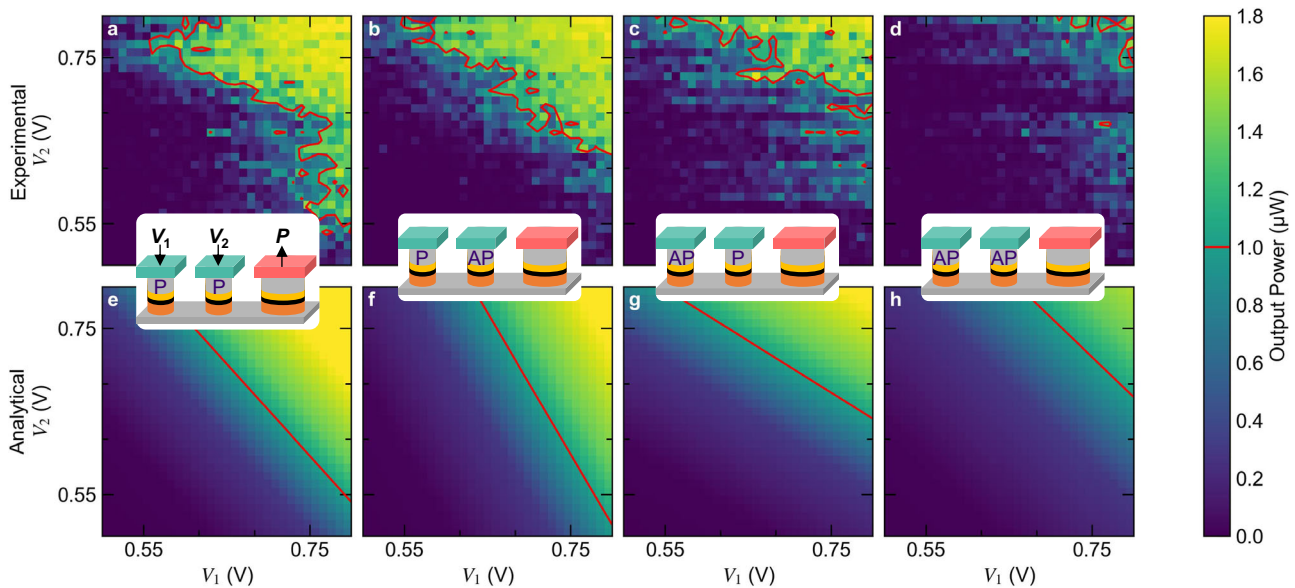 a
b
c
d
0.75
0.55
Experimental
V₂ (V)
V₁
V₂
P
P
P
P
AP
AP
P
AP
AP
e
f
g
h
0.75
0.55
Analytical
V₂ (V)
0.55
0.75
0.55
0.75
0.55
0.75
0.55
0.75
V₁ (V)
V₁ (V)
V₁ (V)
V₁ (V)
1.8
1.6
1.4
1.2
1.0
0.8
0.6
0.4
0.2
0.0
Output Power (μW)